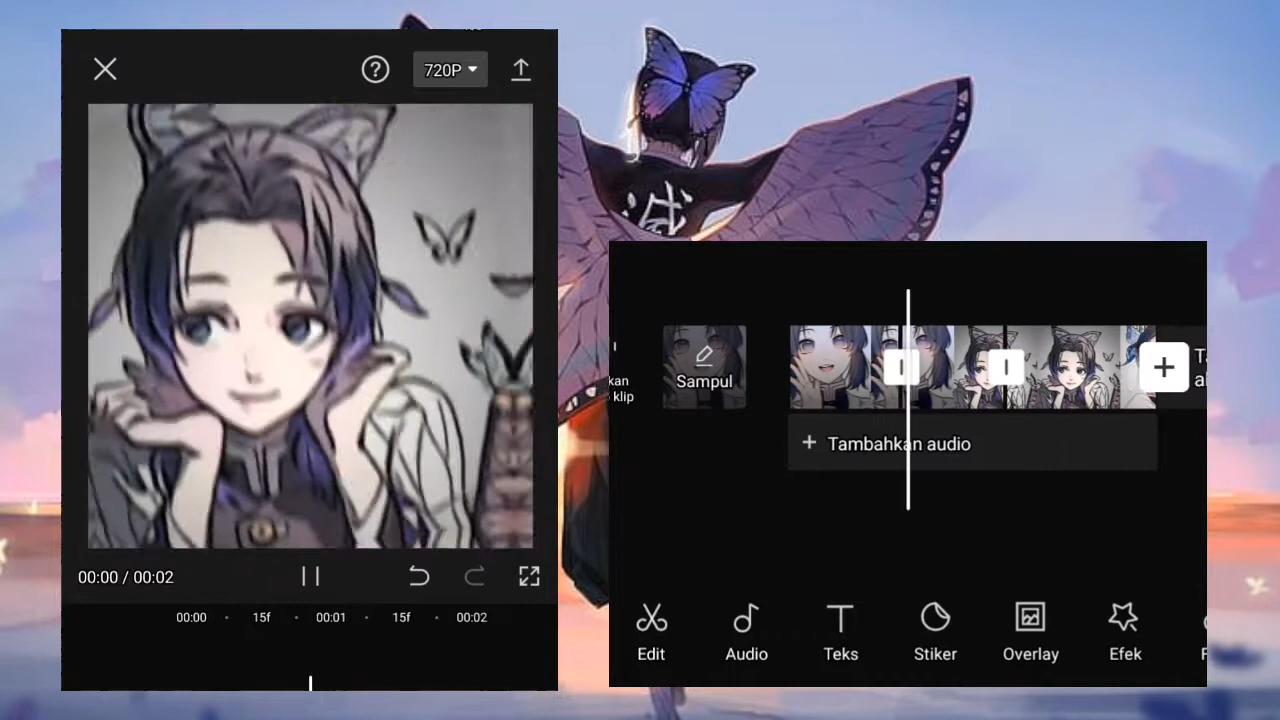 720P
滅
00:00 / 00:02
00:00 15f 00:01 15f 00:02
kan
klip
Sampul
+ Tambahkan audio
Edit Audio Teks Stiker Overlay Efek